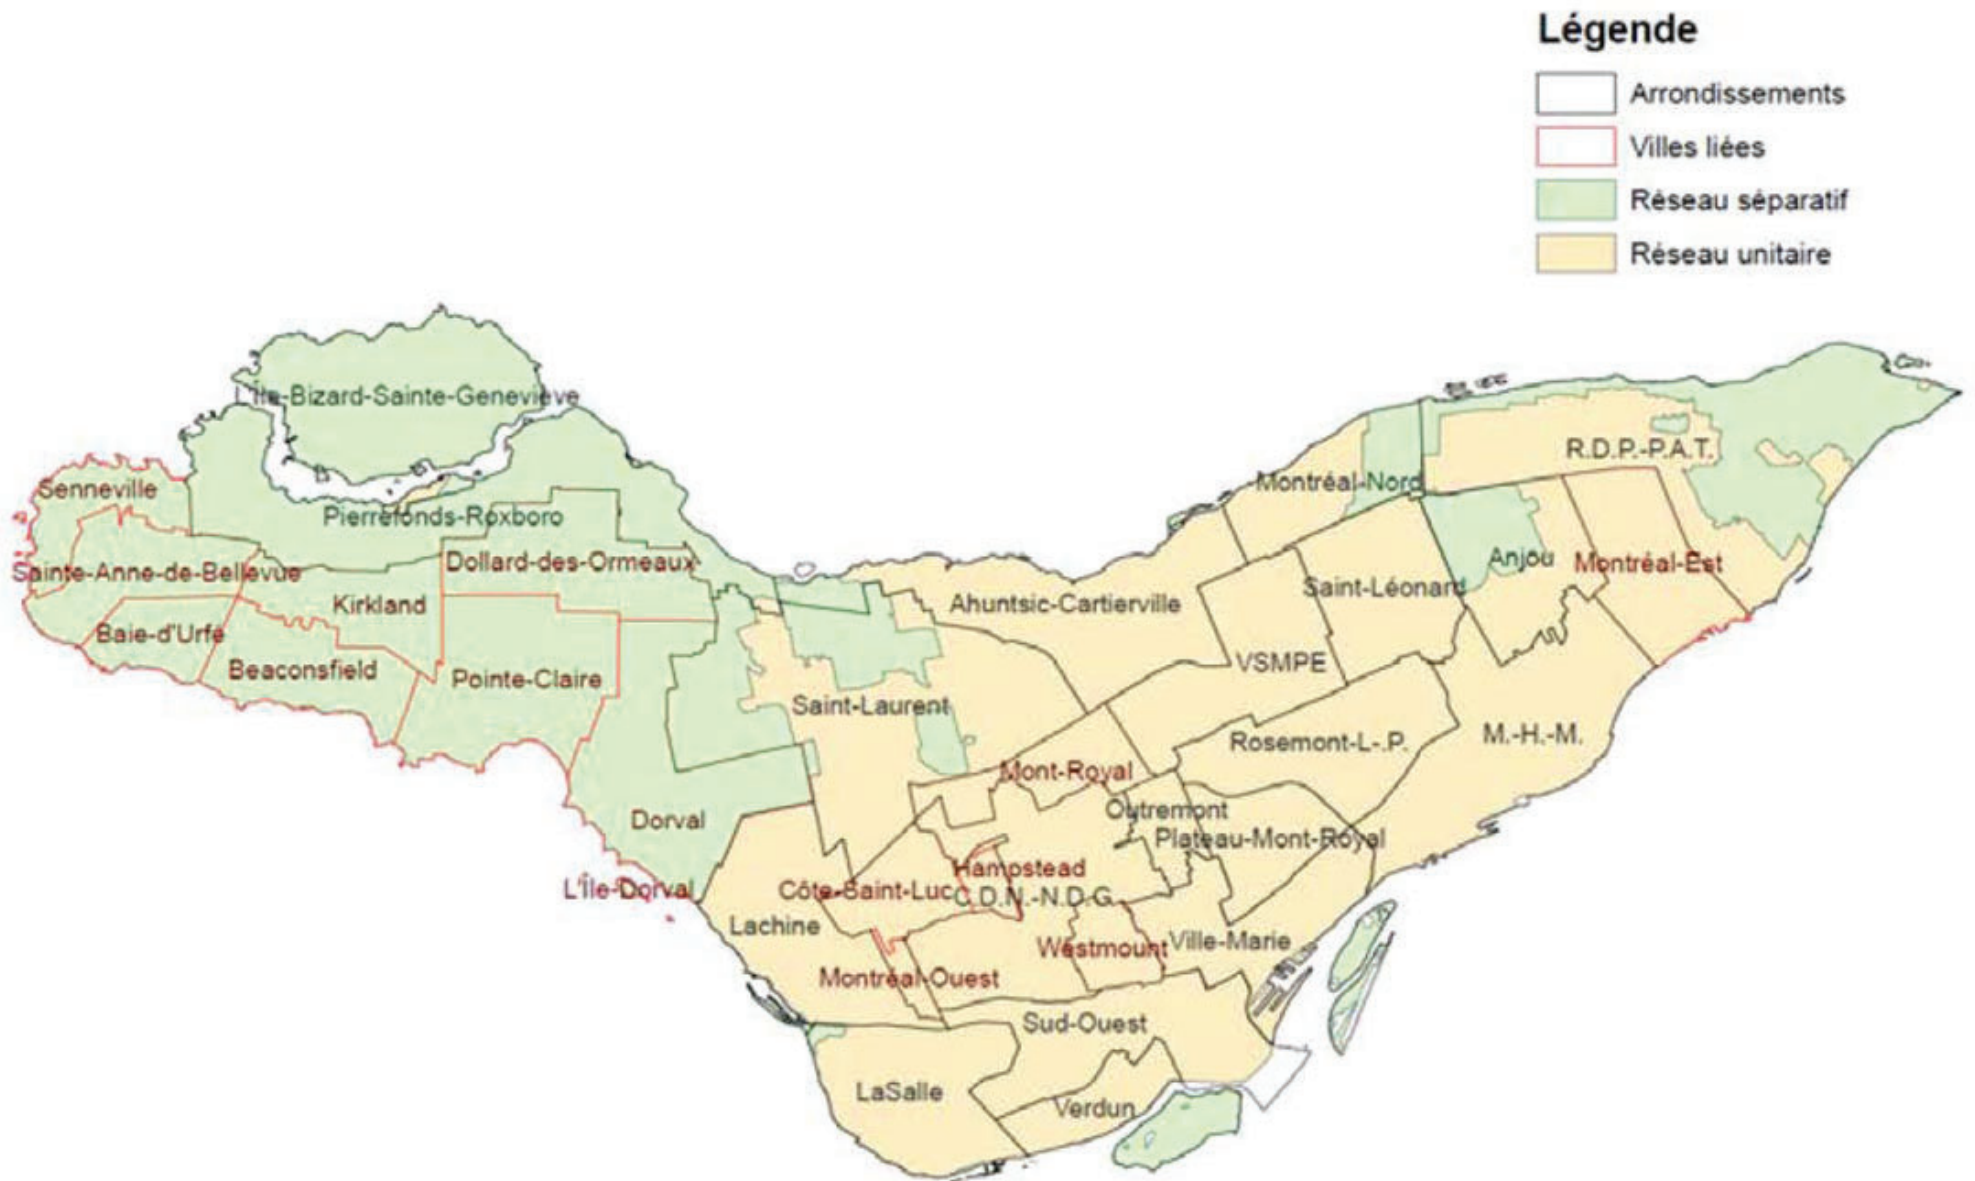 Légende
Arrondissements
Villes liées
Réseau séparatif
Réseau unitaire
L'Île-Bizard-Sainte-Geneviève
Senneville
Pierrefonds-Roxboro
Sainte-Anne-de-Bellevue
Dollard-des-Ormeaux
Kirkland
Baie-d'Urfé
Beaconsfield
Pointe-Claire
Dorval
L'Île-Dorval
Saint-Laurent
Ahuntsic-Cartierville
Montréal-Nord
R.D.P.-P.A.T.
Anjou
Montréal-Est
Saint-Léonard
VSMPE
Rosemont-L-.P.
M.-H.-M.
Mont-Royal
Outremont
Plateau-Mont-Royal
Hampstead
Côte-Saint-Luc
C.D.N.-N.D.G.
Lachine
Westmount
Ville-Marie
Montréal-Ouest
Sud-Ouest
LaSalle
Verdun